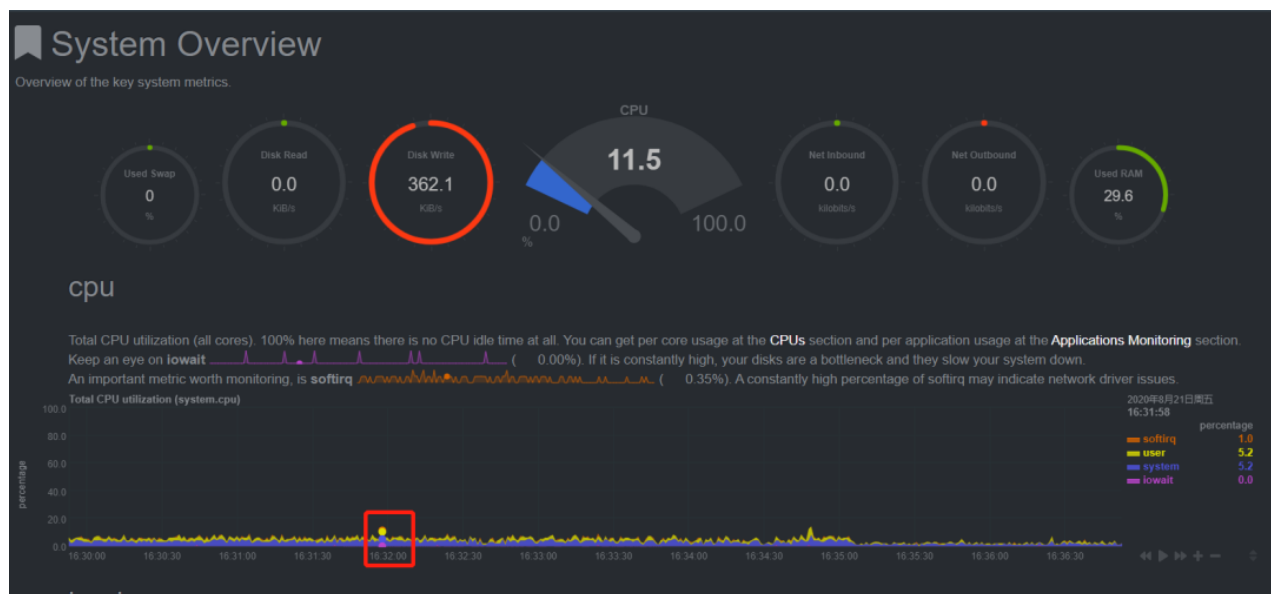 System Overview
Overview of the key system metrics.
CPU
Disk Read
Disk Write
Net Inbound
Net Outbound
Used Swap
Used RAM
11.5
0.0
362.1
0.0
0.0
0
29.6
KiB/s
KiB/s
kilobits/s
kilobits/s
%
%
0.0
100.0
%
cpu
Total CPU utilization (all cores). 100% here means there is no CPU idle time at all. You can get per core usage at the CPUs section and per application usage at the Applications Monitoring section.
Keep an eye on iowait ( 0.00%). If it is constantly high, your disks are a bottleneck and they slow your system down.
An important metric worth monitoring, is softirq ( 0.35%). A constantly high percentage of softirq may indicate network driver issues.
Total CPU utilization (system.cpu)
2020年8月21日周五
16:31:58
percentage
softirq 1.0
user 5.2
system 5.2
iowait 0.0
percentage
100.0
80.0
60.0
40.0
20.0
0.0
16:30:00 16:30:30 16:31:00 16:31:30 16:32:00 16:32:30 16:33:00 16:33:30 16:34:00 16:34:30 16:35:00 16:35:30 16:36:00 16:36:30